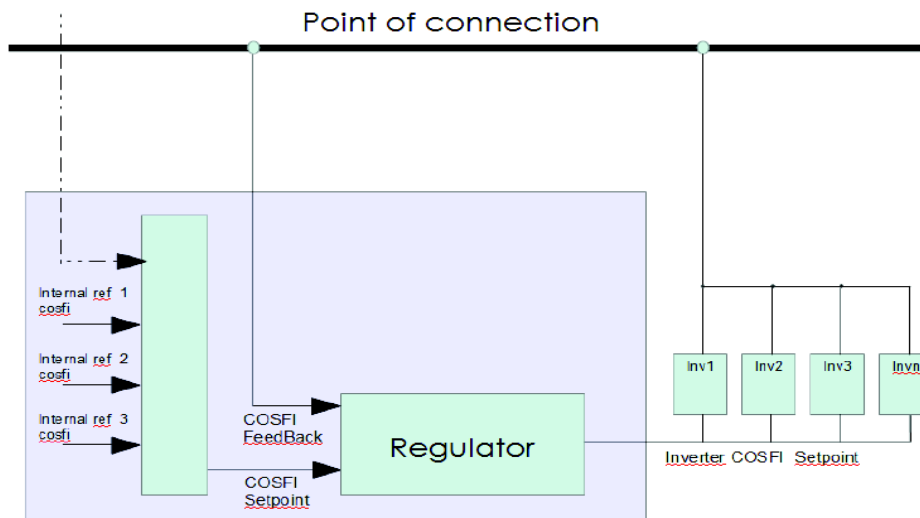 Point of connection
Internal ref 1
cosfi
Internal ref 2
cosfi
Internal ref 3
cosfi
COSFI
FeedBack
COSFI
Setpoint
Regulator
Inv1
Inv2
Inv3
Invn
Inverter COSFI Setpoint